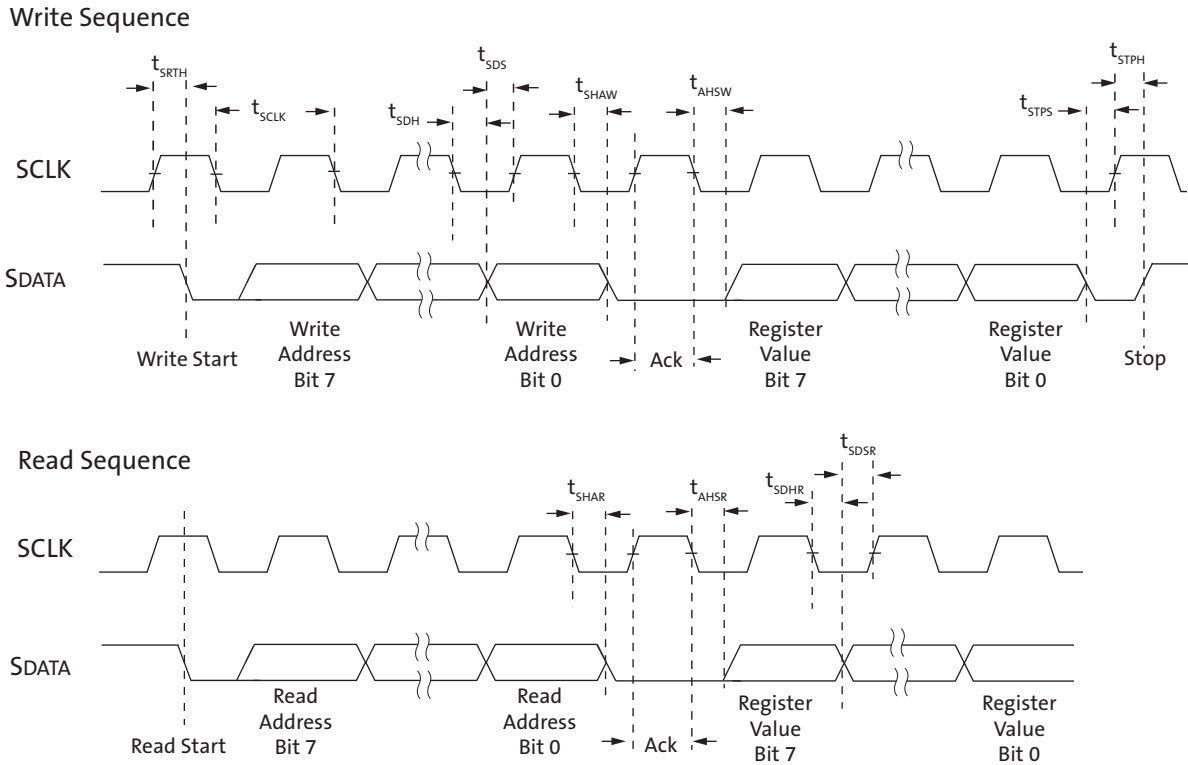 Write Sequence
tSRTH
tSCLK
tSDH
tSDS
tSHAW
tAHSW
tSTPS
tSTPH
SCLK
SDATA
Write Start
Write
Address
Bit 7
Write
Address
Bit 0
Ack
Register
Value
Bit 7
Register
Value
Bit 0
Stop
Read Sequence
tSHAR
tAHSR
tSDHR
tSDSR
SCLK
SDATA
Read Start
Read
Address
Bit 7
Read
Address
Bit 0
Ack
Register
Value
Bit 7
Register
Value
Bit 0